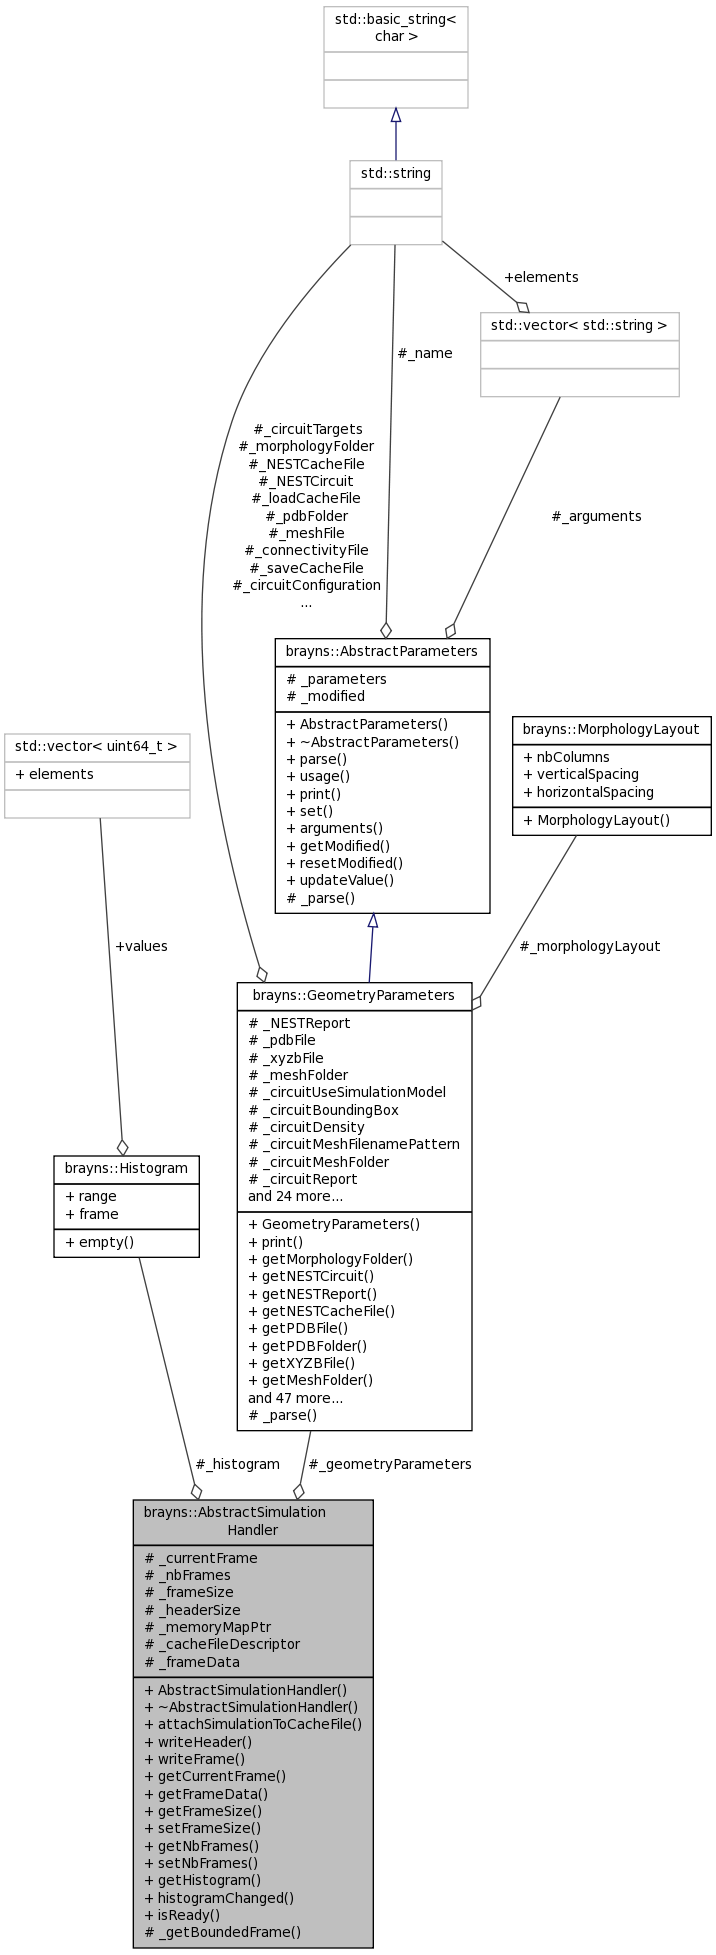 std::basic_string<
char >
std::string
+elements
std::vector< std::string >
#_name
#_circuitTargets
#_morphologyFolder
#_NESTCacheFile
#_NESTCircuit
#_loadCacheFile
#_pdbFolder
#_meshFile
#_connectivityFile
#_saveCacheFile
#_circuitConfiguration
...
#_arguments
brayns::AbstractParameters
# _parameters
# _modified
+ AbstractParameters()
+ ~AbstractParameters()
+ parse()
+ usage()
+ print()
+ set()
+ arguments()
+ getModified()
+ resetModified()
+ updateValue()
# _parse()
brayns::MorphologyLayout
+ nbColumns
+ verticalSpacing
+ horizontalSpacing
+ MorphologyLayout()
std::vector< uint64_t >
+ elements
+values
#_morphologyLayout
brayns::GeometryParameters
# _NESTReport
# _pdbFile
# _xyzbFile
# _meshFolder
# _circuitUseSimulationModel
# _circuitBoundingBox
# _circuitDensity
# _circuitMeshFilenamePattern
# _circuitMeshFolder
# _circuitReport
and 24 more...
+ GeometryParameters()
+ print()
+ getMorphologyFolder()
+ getNESTCircuit()
+ getNESTReport()
+ getNESTCacheFile()
+ getPDBFile()
+ getPDBFolder()
+ getXYZBFile()
+ getMeshFolder()
and 47 more...
# _parse()
brayns::Histogram
+ range
+ frame
+ empty()
#_histogram
#_geometryParameters
brayns::AbstractSimulation
Handler
# _currentFrame
# _nbFrames
# _frameSize
# _headerSize
# _memoryMapPtr
# _cacheFileDescriptor
# _frameData
+ AbstractSimulationHandler()
+ ~AbstractSimulationHandler()
+ attachSimulationToCacheFile()
+ writeHeader()
+ writeFrame()
+ getCurrentFrame()
+ getFrameData()
+ getFrameSize()
+ setFrameSize()
+ getNbFrames()
+ setNbFrames()
+ getHistogram()
+ histogramChanged()
+ isReady()
# _getBoundedFrame()